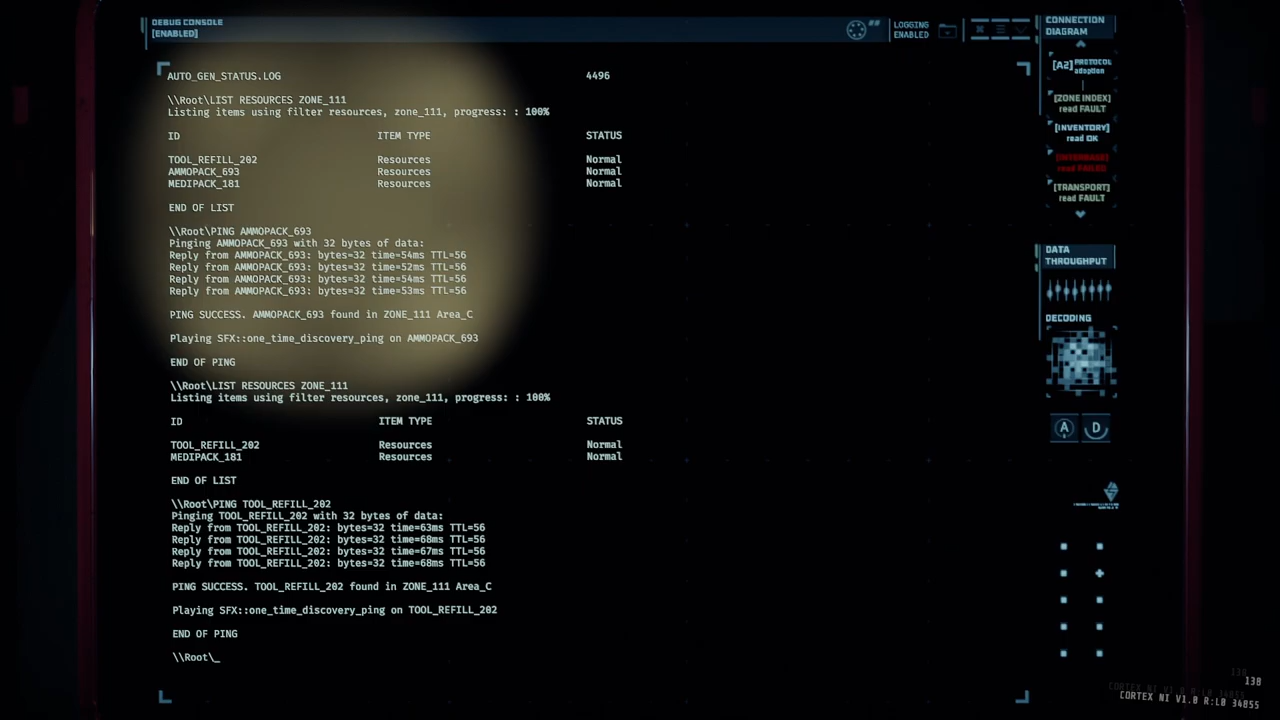 DEBUG CONSOLE
[ENABLED]
LOGGING
ENABLED
AUTO_GEN_STATUS.LOG 4496
\\Root\LIST RESOURCES ZONE_111
Listing items using filter resources, zone_111, progress: : 100%
ID ITEM TYPE STATUS
TOOL_REFILL_202 Resources Normal
AMMOPACK_693 Resources Normal
MEDIPACK_181 Resources Normal
END OF LIST
\\Root\PING AMMOPACK_693
Pinging AMMOPACK_693 with 32 bytes of data:
Reply from AMMOPACK_693: bytes=32 time=54ms TTL=56
Reply from AMMOPACK_693: bytes=32 time=52ms TTL=56
Reply from AMMOPACK_693: bytes=32 time=54ms TTL=56
Reply from AMMOPACK_693: bytes=32 time=53ms TTL=56
PING SUCCESS. AMMOPACK_693 found in ZONE_111 Area_C
Playing SFX::one_time_discovery_ping on AMMOPACK_693
END OF PING
\\Root\LIST RESOURCES ZONE_111
Listing items using filter resources, zone_111, progress: : 100%
ID ITEM TYPE STATUS
TOOL_REFILL_202 Resources Normal
MEDIPACK_181 Resources Normal
END OF LIST
\\Root\PING TOOL_REFILL_202
Pinging TOOL_REFILL_202 with 32 bytes of data:
Reply from TOOL_REFILL_202: bytes=32 time=63ms TTL=56
Reply from TOOL_REFILL_202: bytes=32 time=68ms TTL=56
Reply from TOOL_REFILL_202: bytes=32 time=67ms TTL=56
Reply from TOOL_REFILL_202: bytes=32 time=68ms TTL=56
PING SUCCESS. TOOL_REFILL_202 found in ZONE_111 Area_C
Playing SFX::one_time_discovery_ping on TOOL_REFILL_202
END OF PING
\\Root\_
CONNECTION
DIAGRAM
[A2] PROTOCOL
adoption
[ZONE INDEX]
read FAULT
[INVENTORY]
read OK
read FAILED
[TRANSPORT]
read FAULT
DATA
THROUGHPUT
DECODING
A D
138
138
CORTEX NI V1.0 R:L0 34855
CORTEX NI V1.0 R:L0 34855